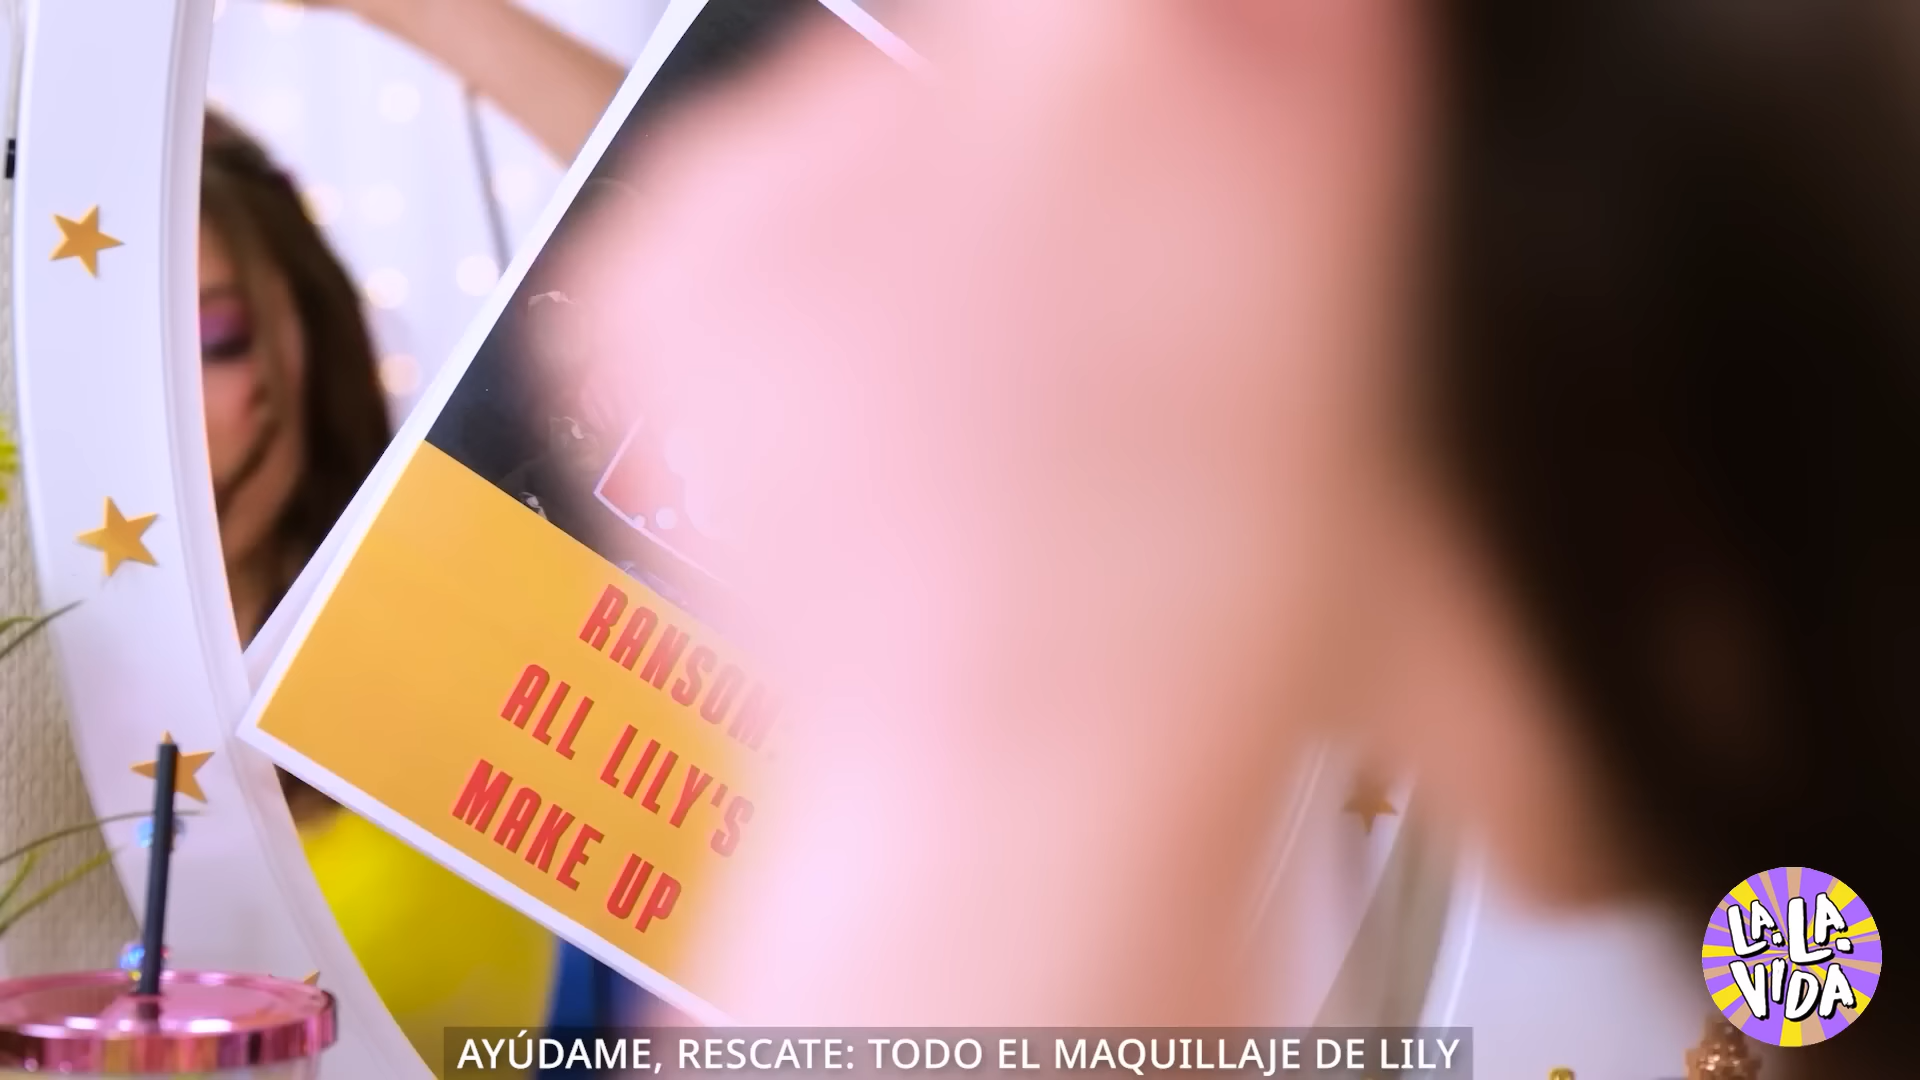 RANSOM:
ALL LILY'S
MAKE UP
LA LA
VIDA
AYÚDAME, RESCATE: TODO EL MAQUILLAJE DE LILY